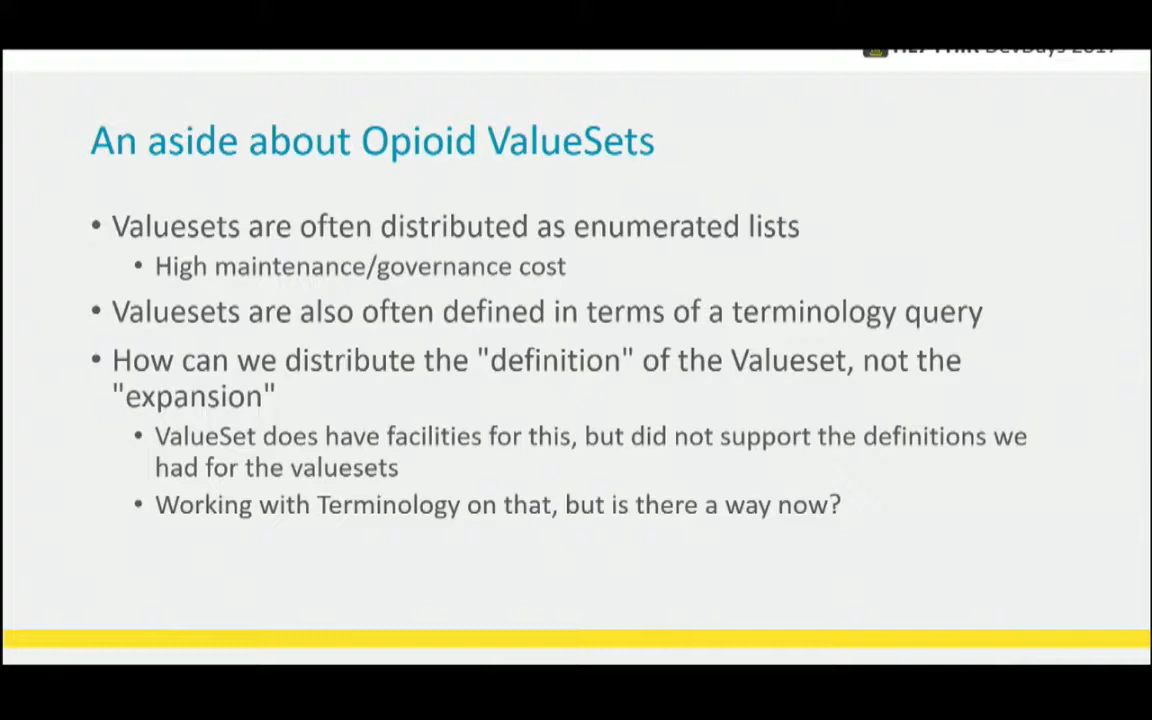 An aside about Opioid ValueSets
• Valuesets are often distributed as enumerated lists
• High maintenance/governance cost
• Valuesets are also often defined in terms of a terminology query
• How can we distribute the "definition" of the Valueset, not the
"expansion"
• ValueSet does have facilities for this, but did not support the definitions we
had for the valuesets
• Working with Terminology on that, but is there a way now?